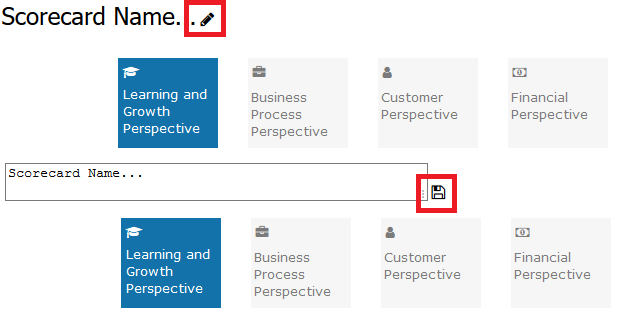 Scorecard Name...
Learning and
Growth
Perspective
Business
Process
Perspective
Customer
Perspective
Financial
Perspective
Scorecard Name...
Learning and
Growth
Perspective
Business
Process
Perspective
Customer
Perspective
Financial
Perspective